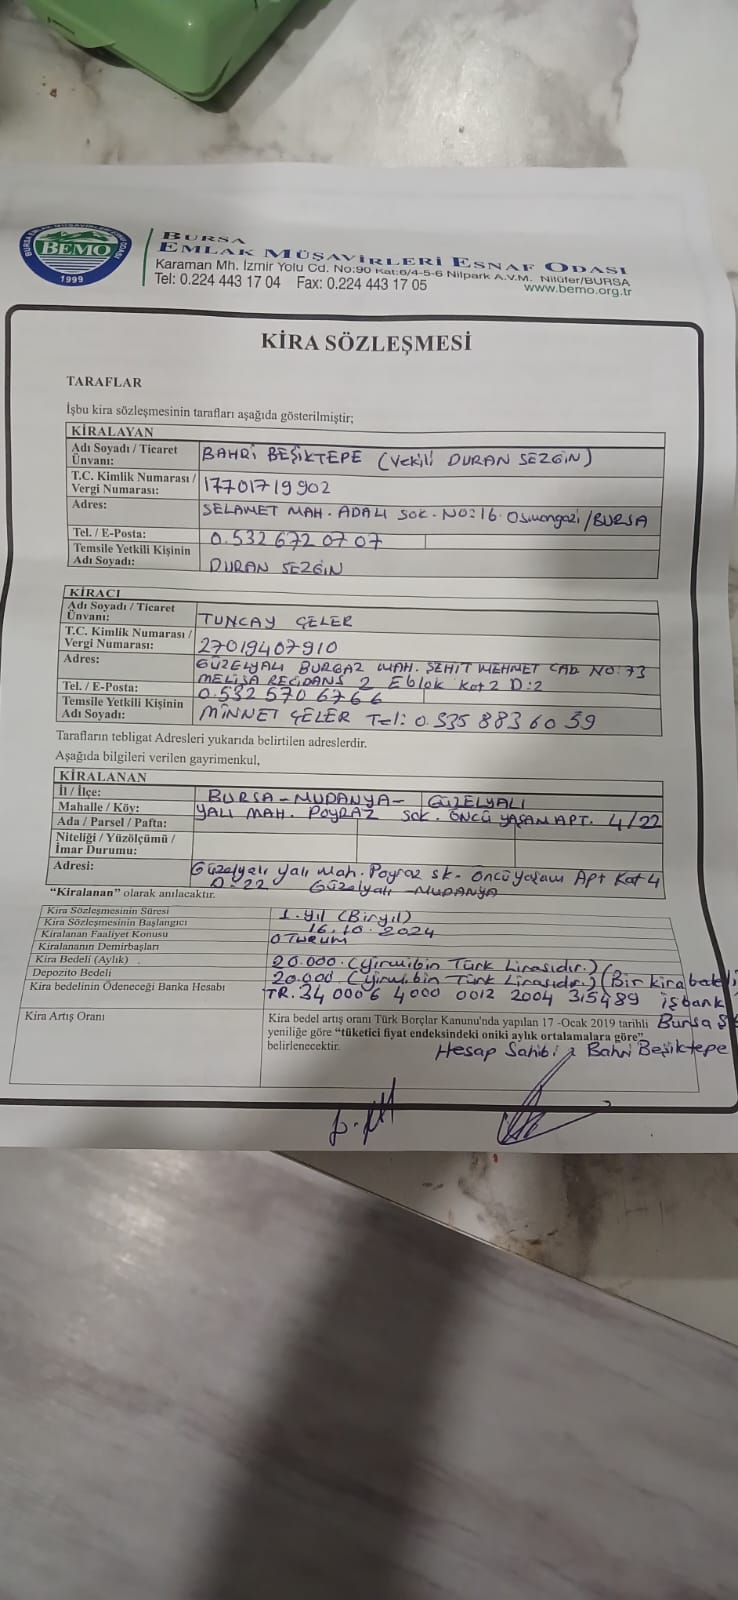 BURSA EMLAK MÜŞAVİRLERİ ESNAF ODASI
BEMO
1999
BURSA
EMLAK MÜŞAVİRLERİ ESNAF ODASI
Karaman Mh. İzmir Yolu Cd. No:90 Kat:6/4-5-6 Nilpark A.V.M. Nilüfer/BURSA
Tel: 0.224 443 17 04 Fax: 0.224 443 17 05 www.bemo.org.tr
KİRA SÖZLEŞMESİ
TARAFLAR
İşbu kira sözleşmesinin tarafları aşağıda gösterilmiştir;
KİRALAYAN
Adı Soyadı / Ticaret Ünvanı: BAHRİ BEŞİKTEPE (Vekili DURAN SEZGİN)
T.C. Kimlik Numarası / Vergi Numarası: 17701719902
Adres: SELAMET MAH. ADALI SOK. NO:16. Osmangazi /BURSA
Tel. / E-Posta: 0.532 672 07 07
Temsile Yetkili Kişinin Adı Soyadı: DURAN SEZGİN
KİRACI
Adı Soyadı / Ticaret Ünvanı: TUNCAY GELER
T.C. Kimlik Numarası / Vergi Numarası: 27019407910
Adres: GÜZELYALI BURGAZ MAH. ŞEHİT MEHMET CAD NO:73
MELİSA REZİDANS 2 E blok Kat 2 D:2
Tel. / E-Posta: 0.532 570 6766
Temsile Yetkili Kişinin Adı Soyadı: MİNNET GELER Tel: 0.535 883 60 59
Tarafların tebligat Adresleri yukarıda belirtilen adreslerdir.
Aşağıda bilgileri verilen gayrimenkul,
KİRALANAN
İl / İlçe: BURSA - MUDANYA - GÜZELYALI
Mahalle / Köy: YALI MAH. POYRAZ SOK. ÖNCÜ YAŞAM APT. 4/22
Ada / Parsel / Pafta:
Niteliği / Yüzölçümü / İmar Durumu:
Adresi: Güzelyalı Yalı Mah. Poyraz sk. Öncü yaşam Apt Kat 4
D:22 Güzelyalı - MUDANYA
"Kiralanan" olarak anılacaktır.
Kira Sözleşmesinin Süresi 1. yıl (Bir yıl)
Kira Sözleşmesinin Başlangıcı 16.10.2024
Kiralanan Faaliyet Konusu OTURUM
Kiralananın Demirbaşları
Kira Bedeli (Aylık) 20.000.(yirmibin Türk Lirasıdır.)
Depozito Bedeli 20.000.(yirmibin Türk Lirasıdır.) (Bir kira bedeli
Kira bedelinin Ödeneceği Banka Hesabı TR.34 0006 4000 0012 2004 315489 işbank
Kira Artış Oranı Kira bedel artış oranı Türk Borçlar Kanunu'nda yapılan 17 -Ocak 2019 tarihli Bursa Ş
yeniliğe göre "tüketici fiyat endeksindeki oniki aylık ortalamalara göre"
belirlenecektir.
Hesap Sahibi : Bahri Beşiktepe